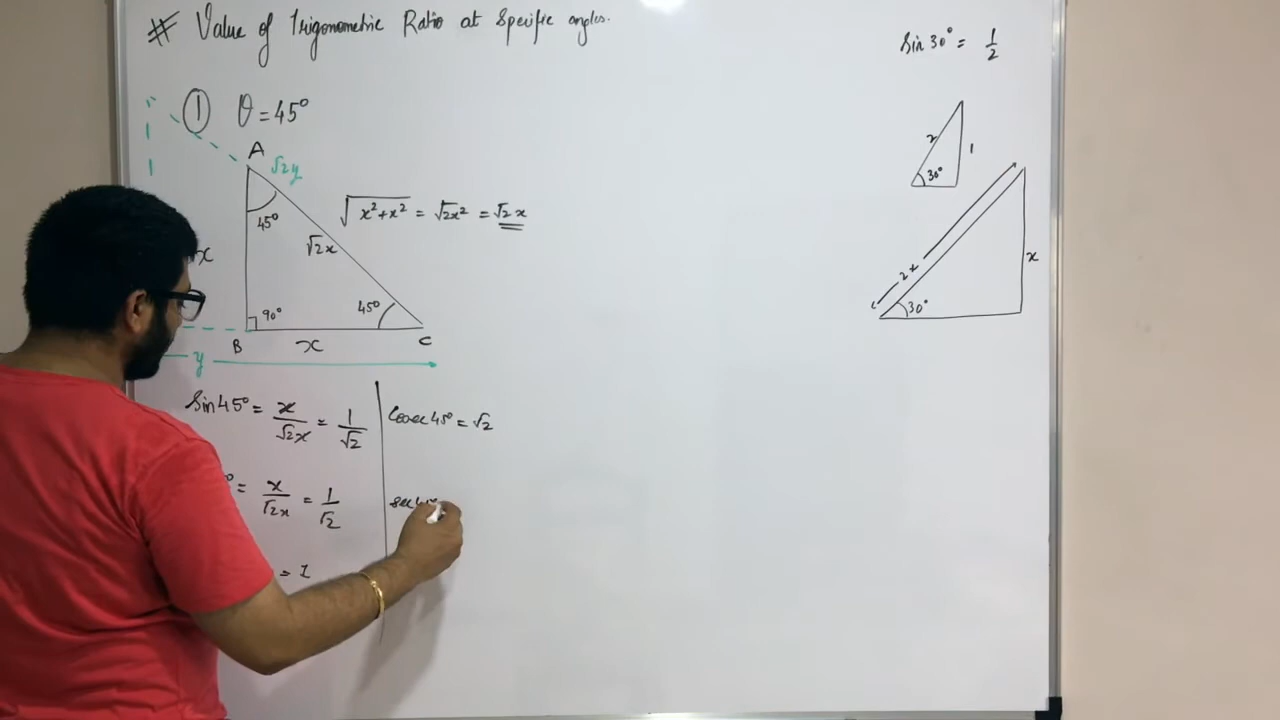 # Value of Trigonometric Ratio at Specific angles.
Sin 30° = 1/2
① θ = 45°
A
√2y
45°
√(x²+x²) = √2x² = √2 x
√2x
x
90°
45°
B
x
C
y
30°
1
2x
x
30°
Sin 45° = x/√2x = 1/√2
Cosec 45° = √2
° = x/√2x = 1/√2
sec 45°
= 1